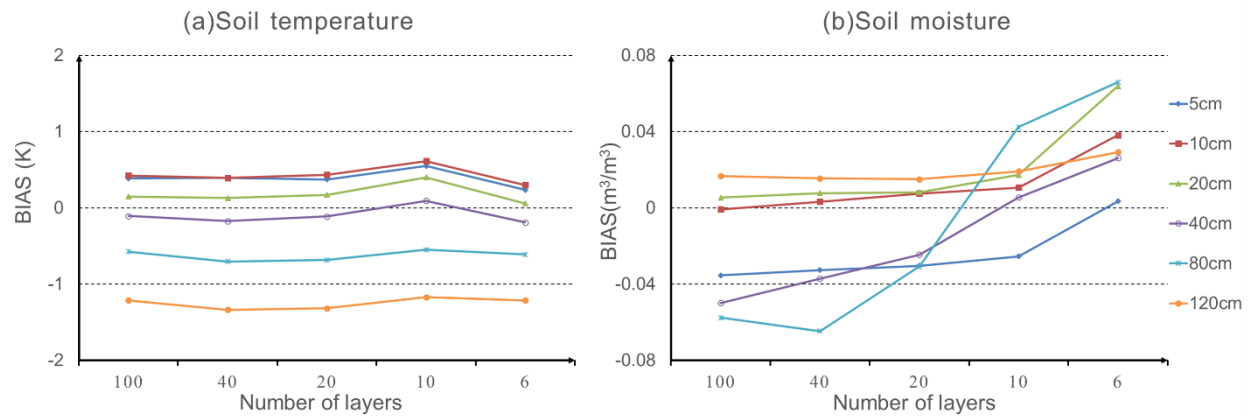 (a)Soil temperature
2
1
0
-1
-2
BIAS (K)
100 40 20 10 6
Number of layers
(b)Soil moisture
0.08
0.04
0
-0.04
-0.08
BIAS(m³/m³)
100 40 20 10 6
Number of layers
5cm
10cm
20cm
40cm
80cm
120cm